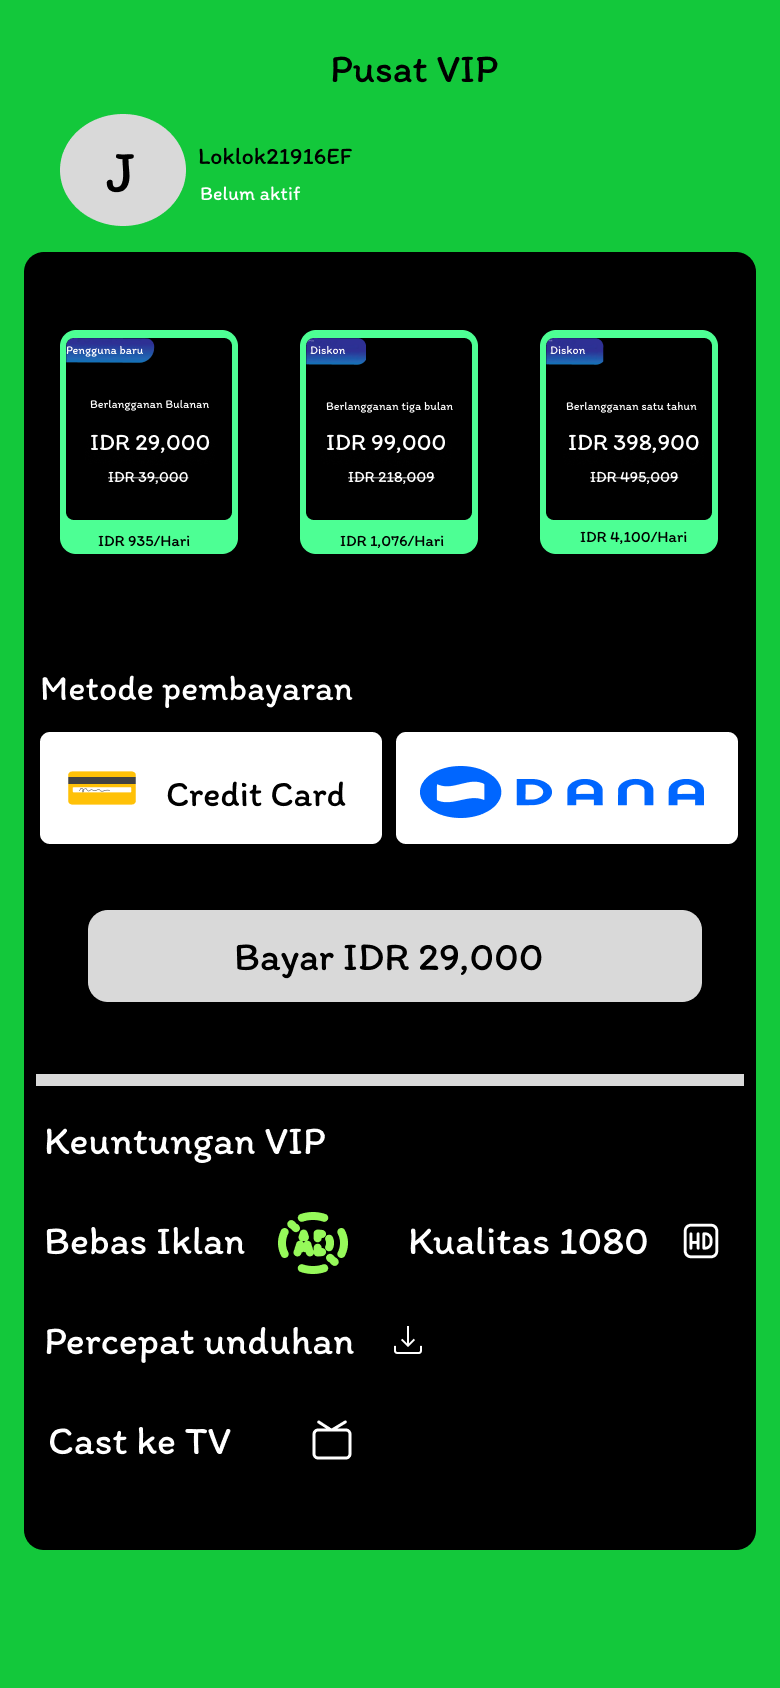 Pusat VIP
J
Loklok21916EF
Belum aktif
Pengguna baru
Berlangganan Bulanan
IDR 29,000
IDR 39,000
IDR 935/Hari
Diskon
Berlangganan tiga bulan
IDR 99,000
IDR 218,009
IDR 1,076/Hari
Diskon
Berlangganan satu tahun
IDR 398,900
IDR 495,009
IDR 4,100/Hari
Metode pembayaran
Credit Card
DANA
Bayar IDR 29,000
Keuntungan VIP
Bebas Iklan
AD
Kualitas 1080
HD
Percepat unduhan
Cast ke TV